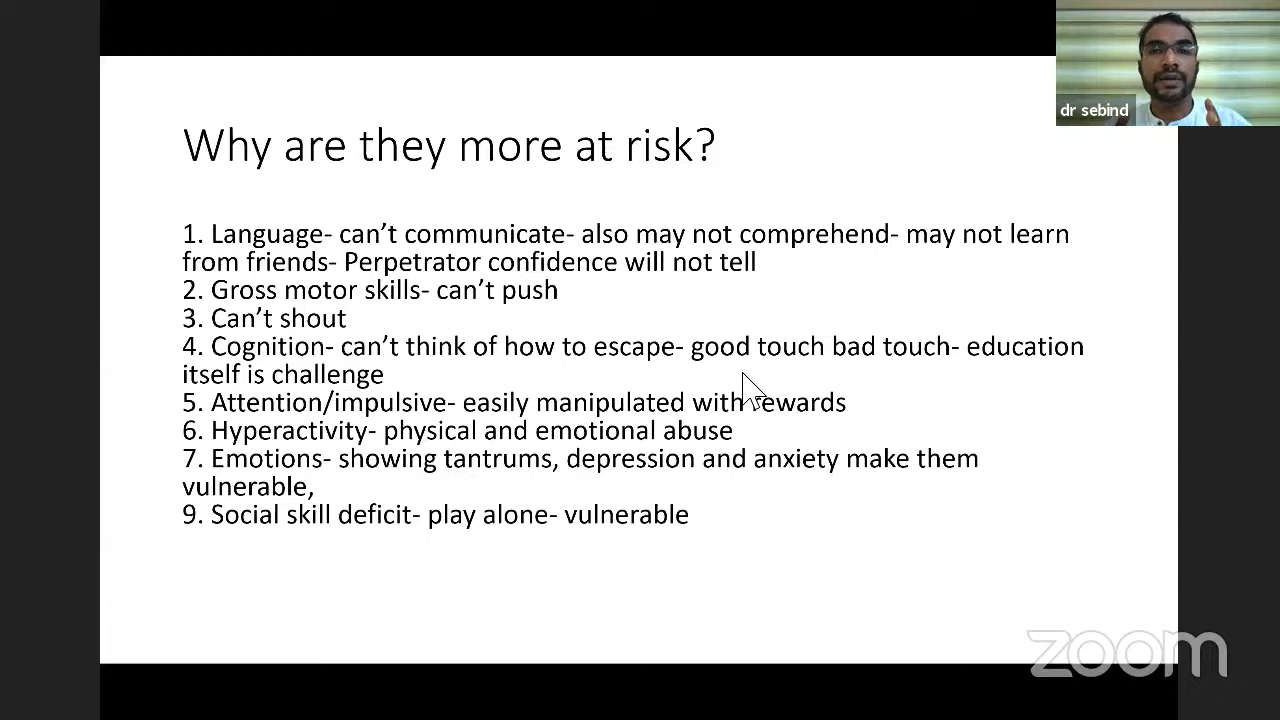 dr sebind
Why are they more at risk?
1. Language- can’t communicate- also may not comprehend- may not learn
from friends- Perpetrator confidence will not tell
2. Gross motor skills- can’t push
3. Can’t shout
4. Cognition- can’t think of how to escape- good touch bad touch- education
itself is challenge
5. Attention/impulsive- easily manipulated with rewards
6. Hyperactivity- physical and emotional abuse
7. Emotions- showing tantrums, depression and anxiety make them
vulnerable,
9. Social skill deficit- play alone- vulnerable
zoom